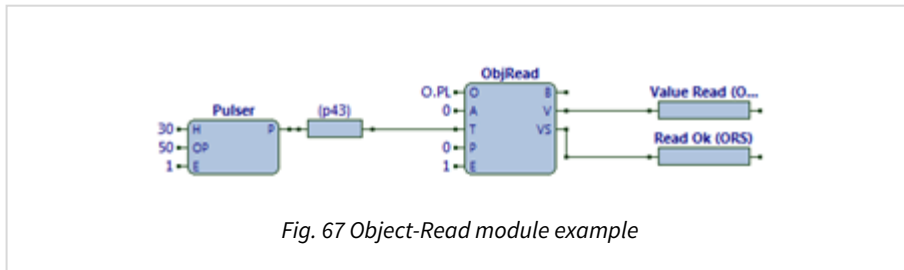 ObjRead
O.PL O B Value Read (O...
Pulser (p43) 0 A V
30 H P T VS Read Ok (ORS)
50 OP 0 P
1 E 1 E
Fig. 67 Object-Read module example